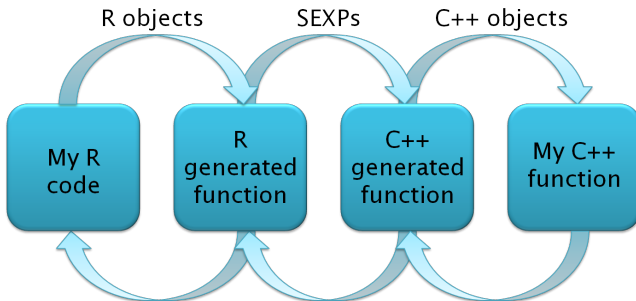 R objects
SEXPs
C++ objects
My R
code
R
generated
function
C++
generated
function
My C++
function